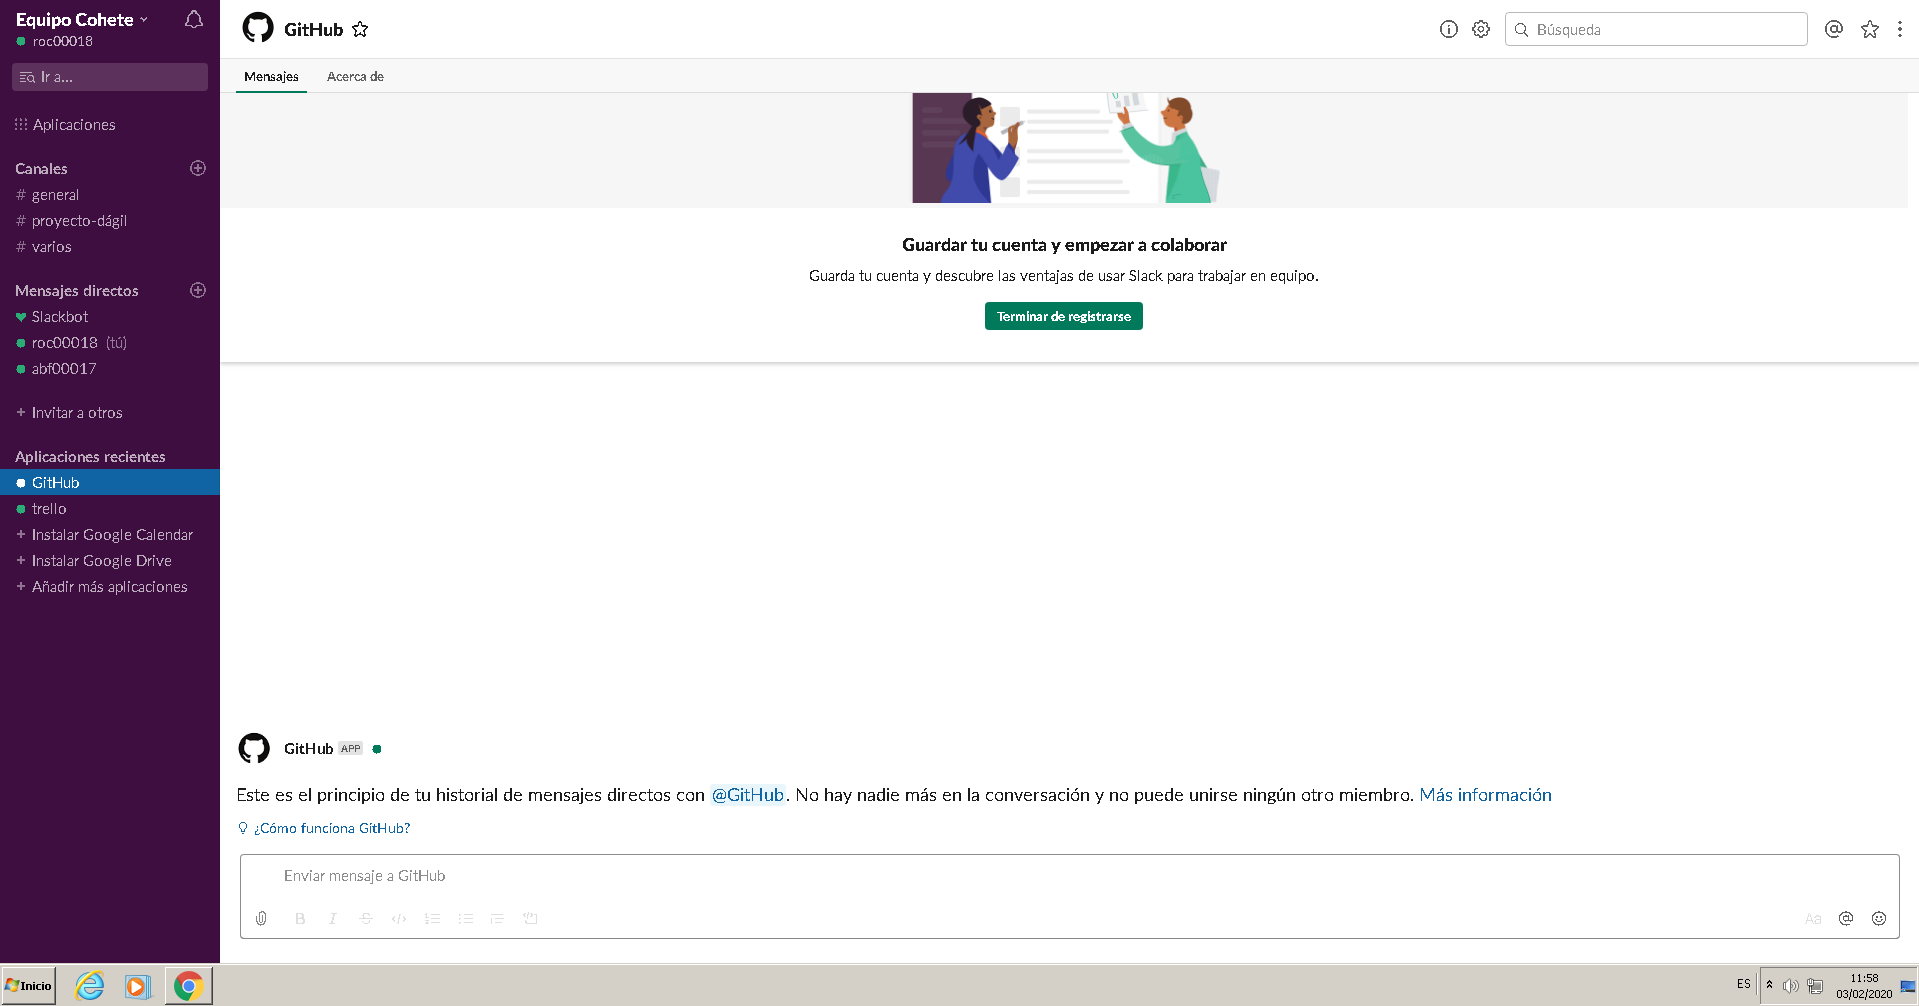 Equipo Cohete
roc00018
Ir a...
Aplicaciones
Canales
# general
# proyecto-dágil
# varios
Mensajes directos
Slackbot
roc00018 (tú)
abf00017
+ Invitar a otros
Aplicaciones recientes
GitHub
trello
+ Instalar Google Calendar
+ Instalar Google Drive
+ Añadir más aplicaciones
GitHub
Búsqueda
Mensajes Acerca de
Guardar tu cuenta y empezar a colaborar
Guarda tu cuenta y descubre las ventajas de usar Slack para trabajar en equipo.
Terminar de registrarse
GitHub APP
Este es el principio de tu historial de mensajes directos con @GitHub. No hay nadie más en la conversación y no puede unirse ningún otro miembro. Más información
¿Cómo funciona GitHub?
Enviar mensaje a GitHub
B I S </> Aa @
Inicio
ES
11:58
03/02/2020